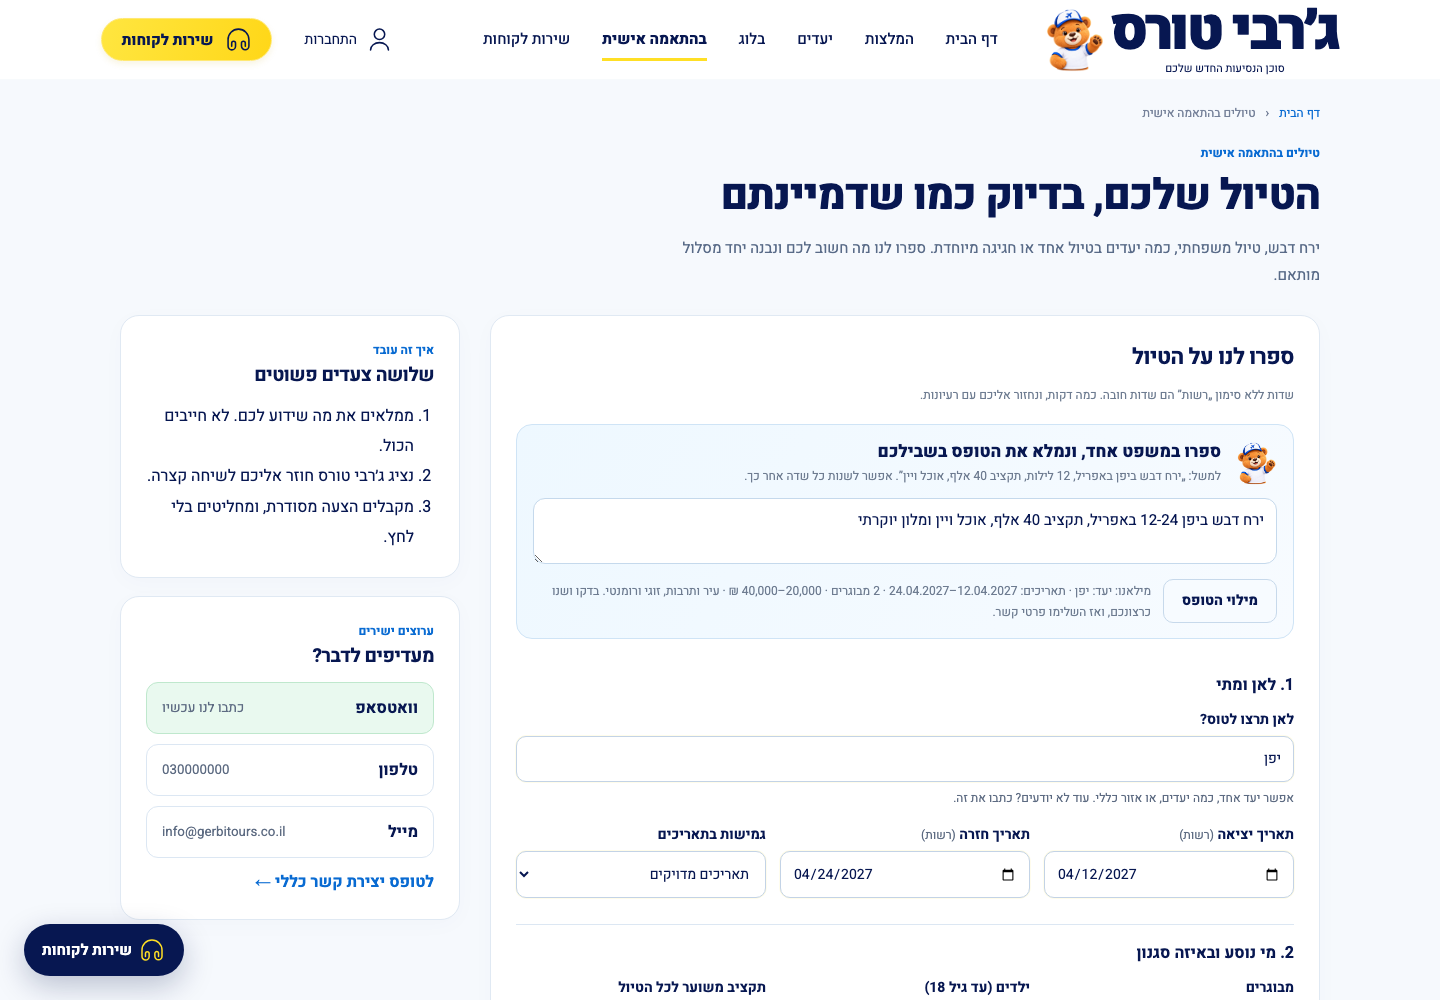 ג׳רבי טורס
סוכן הנסיעות החדש שלכם
דף הבית
המלצות
יעדים
בלוג
בהתאמה אישית
שירות לקוחות
התחברות
שירות לקוחות
דף הבית › טיולים בהתאמה אישית
טיולים בהתאמה אישית
הטיול שלכם, בדיוק כמו שדמיינתם
ירח דבש, טיול משפחתי, כמה יעדים בטיול אחד או חגיגה מיוחדת. ספרו לנו מה חשוב לכם ונבנה יחד מסלול
מותאם.
ספרו לנו על הטיול
שדות ללא סימון „רשות” הם שדות חובה. כמה דקות, ונחזור אליכם עם רעיונות.
ספרו במשפט אחד, ונמלא את הטופס בשבילכם
למשל: „ירח דבש ביפן באפריל, 12 לילות, תקציב 40 אלף, אוכל ויין”. אפשר לשנות כל שדה אחר כך.
ירח דבש ביפן 12-24 באפריל, תקציב 40 אלף, אוכל ויין ומלון יוקרתי
מילוי הטופס
מילאנו: יעד: יפן · תאריכים: 12.04.2027–24.04.2027 · 2 מבוגרים · 20,000–40,000 ₪ · עיר ותרבות, זוגי ורומנטי. בדקו ושנו
כרצונכם, ואז השלימו פרטי קשר.
1. לאן ומתי
לאן תרצו לטוס?
יפן
אפשר יעד אחד, כמה יעדים, או אזור כללי. עוד לא יודעים? כתבו את זה.
תאריך יציאה (רשות)
תאריך חזרה (רשות)
גמישות בתאריכים
04/12/2027
04/24/2027
תאריכים מדויקים
2. מי נוסע ובאיזה סגנון
מבוגרים
ילדים (עד גיל 18)
תקציב משוער לכל הטיול
איך זה עובד
שלושה צעדים פשוטים
1. ממלאים את מה שידוע לכם. לא חייבים
הכול.
2. נציג ג׳רבי טורס חוזר אליכם לשיחה קצרה.
3. מקבלים הצעה מסודרת, ומחליטים בלי
לחץ.
ערוצים ישירים
מעדיפים לדבר?
וואטסאפ
כתבו לנו עכשיו
טלפון
030000000
מייל
info@gerbitours.co.il
לטופס יצירת קשר כללי ←
שירות לקוחות